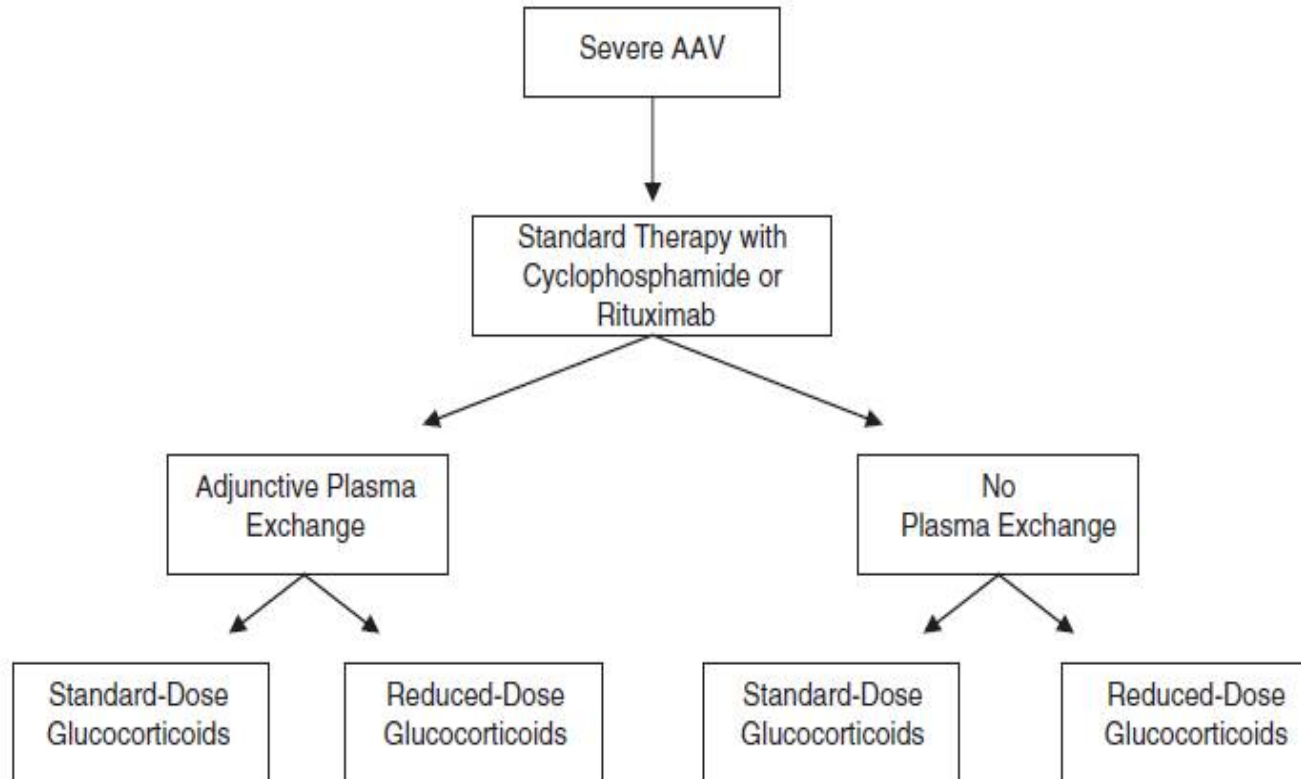 Severe AAV
Standard Therapy with
Cyclophosphamide or
Rituximab
Adjunctive Plasma
Exchange
No
Plasma Exchange
Standard-Dose
Glucocorticoids
Reduced-Dose
Glucocorticoids
Standard-Dose
Glucocorticoids
Reduced-Dose
Glucocorticoids